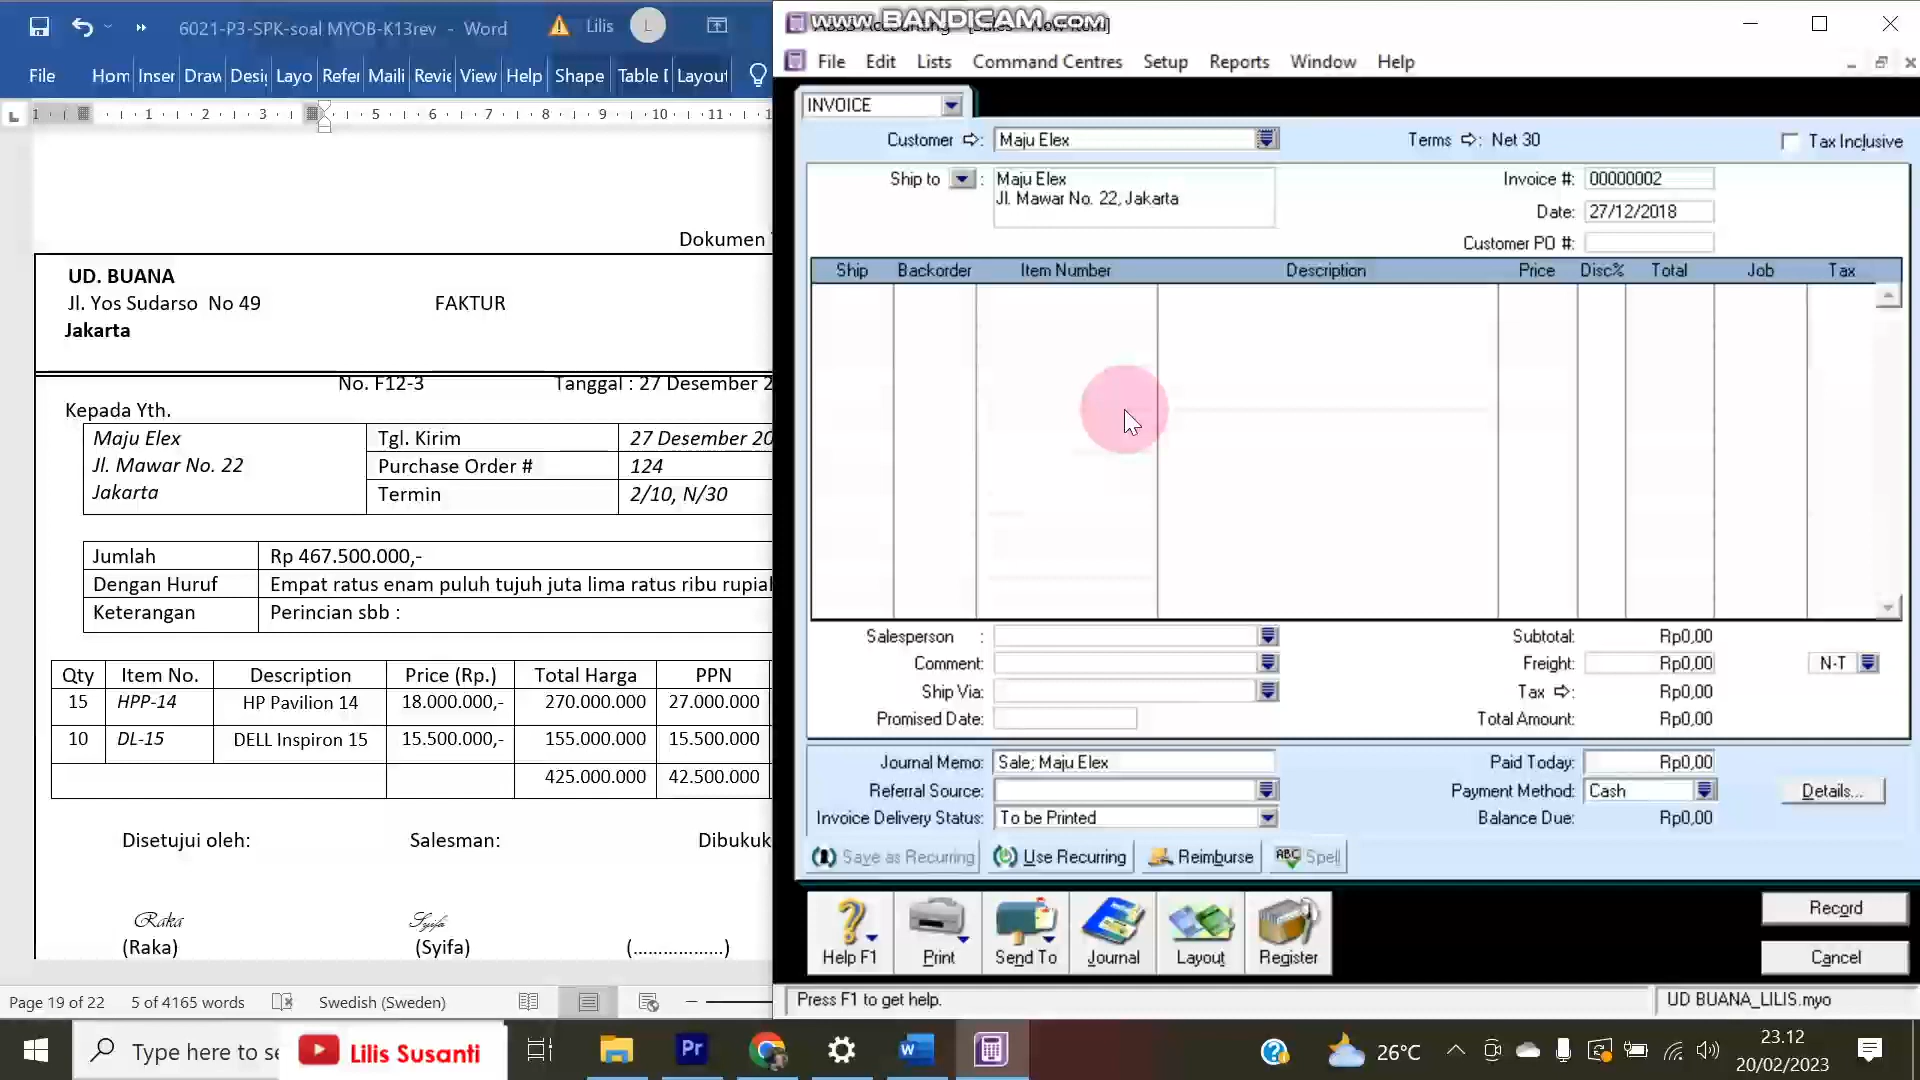 6021-P3-SPK-soal MYOB-K13rev - Word
Lilis
L
File Hom Inser Draw Desig Layo Refer Maili Revie View Help Shape Table Layout
1 1 2 3 5 6 7 8 9 10 11
Dokumen
UD. BUANA
Jl. Yos Sudarso No 49
FAKTUR
Jakarta
No. F12-3
Tanggal : 27 Desember 2
Kepada Yth.
Maju Elex
Jl. Mawar No. 22
Jakarta
Tgl. Kirim 27 Desember 20
Purchase Order # 124
Termin 2/10, N/30
Jumlah Rp 467.500.000,-
Dengan Huruf Empat ratus enam puluh tujuh juta lima ratus ribu rupiah
Keterangan Perincian sbb :
Qty Item No. Description Price (Rp.) Total Harga PPN
15 HPP-14 HP Pavilion 14 18.000.000,- 270.000.000 27.000.000
10 DL-15 DELL Inspiron 15 15.500.000,- 155.000.000 15.500.000
425.000.000 42.500.000
Disetujui oleh: Salesman: Dibukuk
Raka Syifa
(Raka) (Syifa) (..................)
Page 19 of 22 5 of 4165 words Swedish (Sweden)
www.BANDICAM.com
File Edit Lists Command Centres Setup Reports Window Help
INVOICE
Customer : Maju Elex
Terms : Net 30
Tax Inclusive
Ship to : Maju Elex
Jl. Mawar No. 22, Jakarta
Invoice #: 00000002
Date: 27/12/2018
Customer PO #:
Ship Backorder Item Number Description Price Disc% Total Job Tax
Salesperson :
Comment:
Ship Via:
Promised Date:
Subtotal: Rp0,00
Freight: Rp0,00 N-T
Tax : Rp0,00
Total Amount: Rp0,00
Journal Memo: Sale; Maju Elex
Referral Source:
Invoice Delivery Status: To be Printed
Paid Today: Rp0,00
Payment Method: Cash Details...
Balance Due: Rp0,00
Save as Recurring Use Recurring Reimburse ABC Spell
Help F1 Print Send To Journal Layout Register
Record
Cancel
Press F1 to get help.
UD BUANA_LILIS.myo
Type here to se
Lilis Susanti
Pr
W
26°C
23.12
20/02/2023